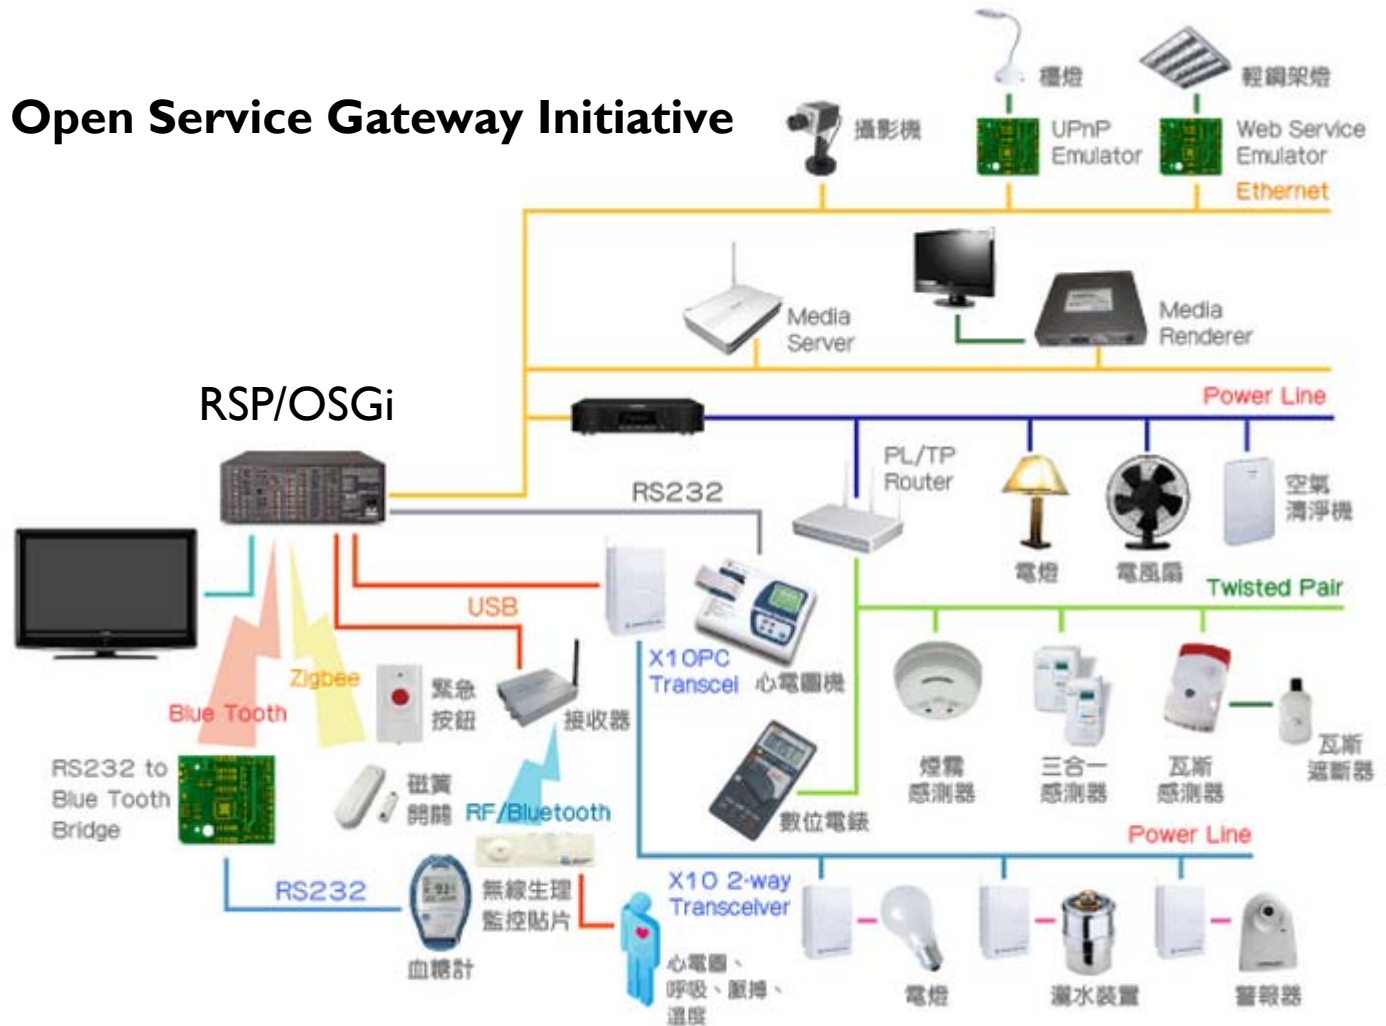 Open Service Gateway Initiative
檯燈
輕鋼架燈
攝影機
UPnP
Emulator
Web Service
Emulator
Ethernet
Media
Server
Media
Renderer
RSP/OSGi
Power Line
PL/TP
Router
RS232
空氣
清淨機
電燈
電風扇
Twisted Pair
USB
X10PC
Transcei
心電圖機
Zigbee
緊急
按鈕
接收器
Blue Tooth
RS232 to
Blue Tooth
Bridge
磁簧
開關
RF/Bluetooth
煙霧
感測器
三合一
感測器
瓦斯
感測器
瓦斯
遮斷器
數位電錶
Power Line
RS232
血糖計
無線生理
監控貼片
X10 2-way
Transceiver
心電圖、
呼吸、脈搏、
溫度
電燈
灑水裝置
警報器